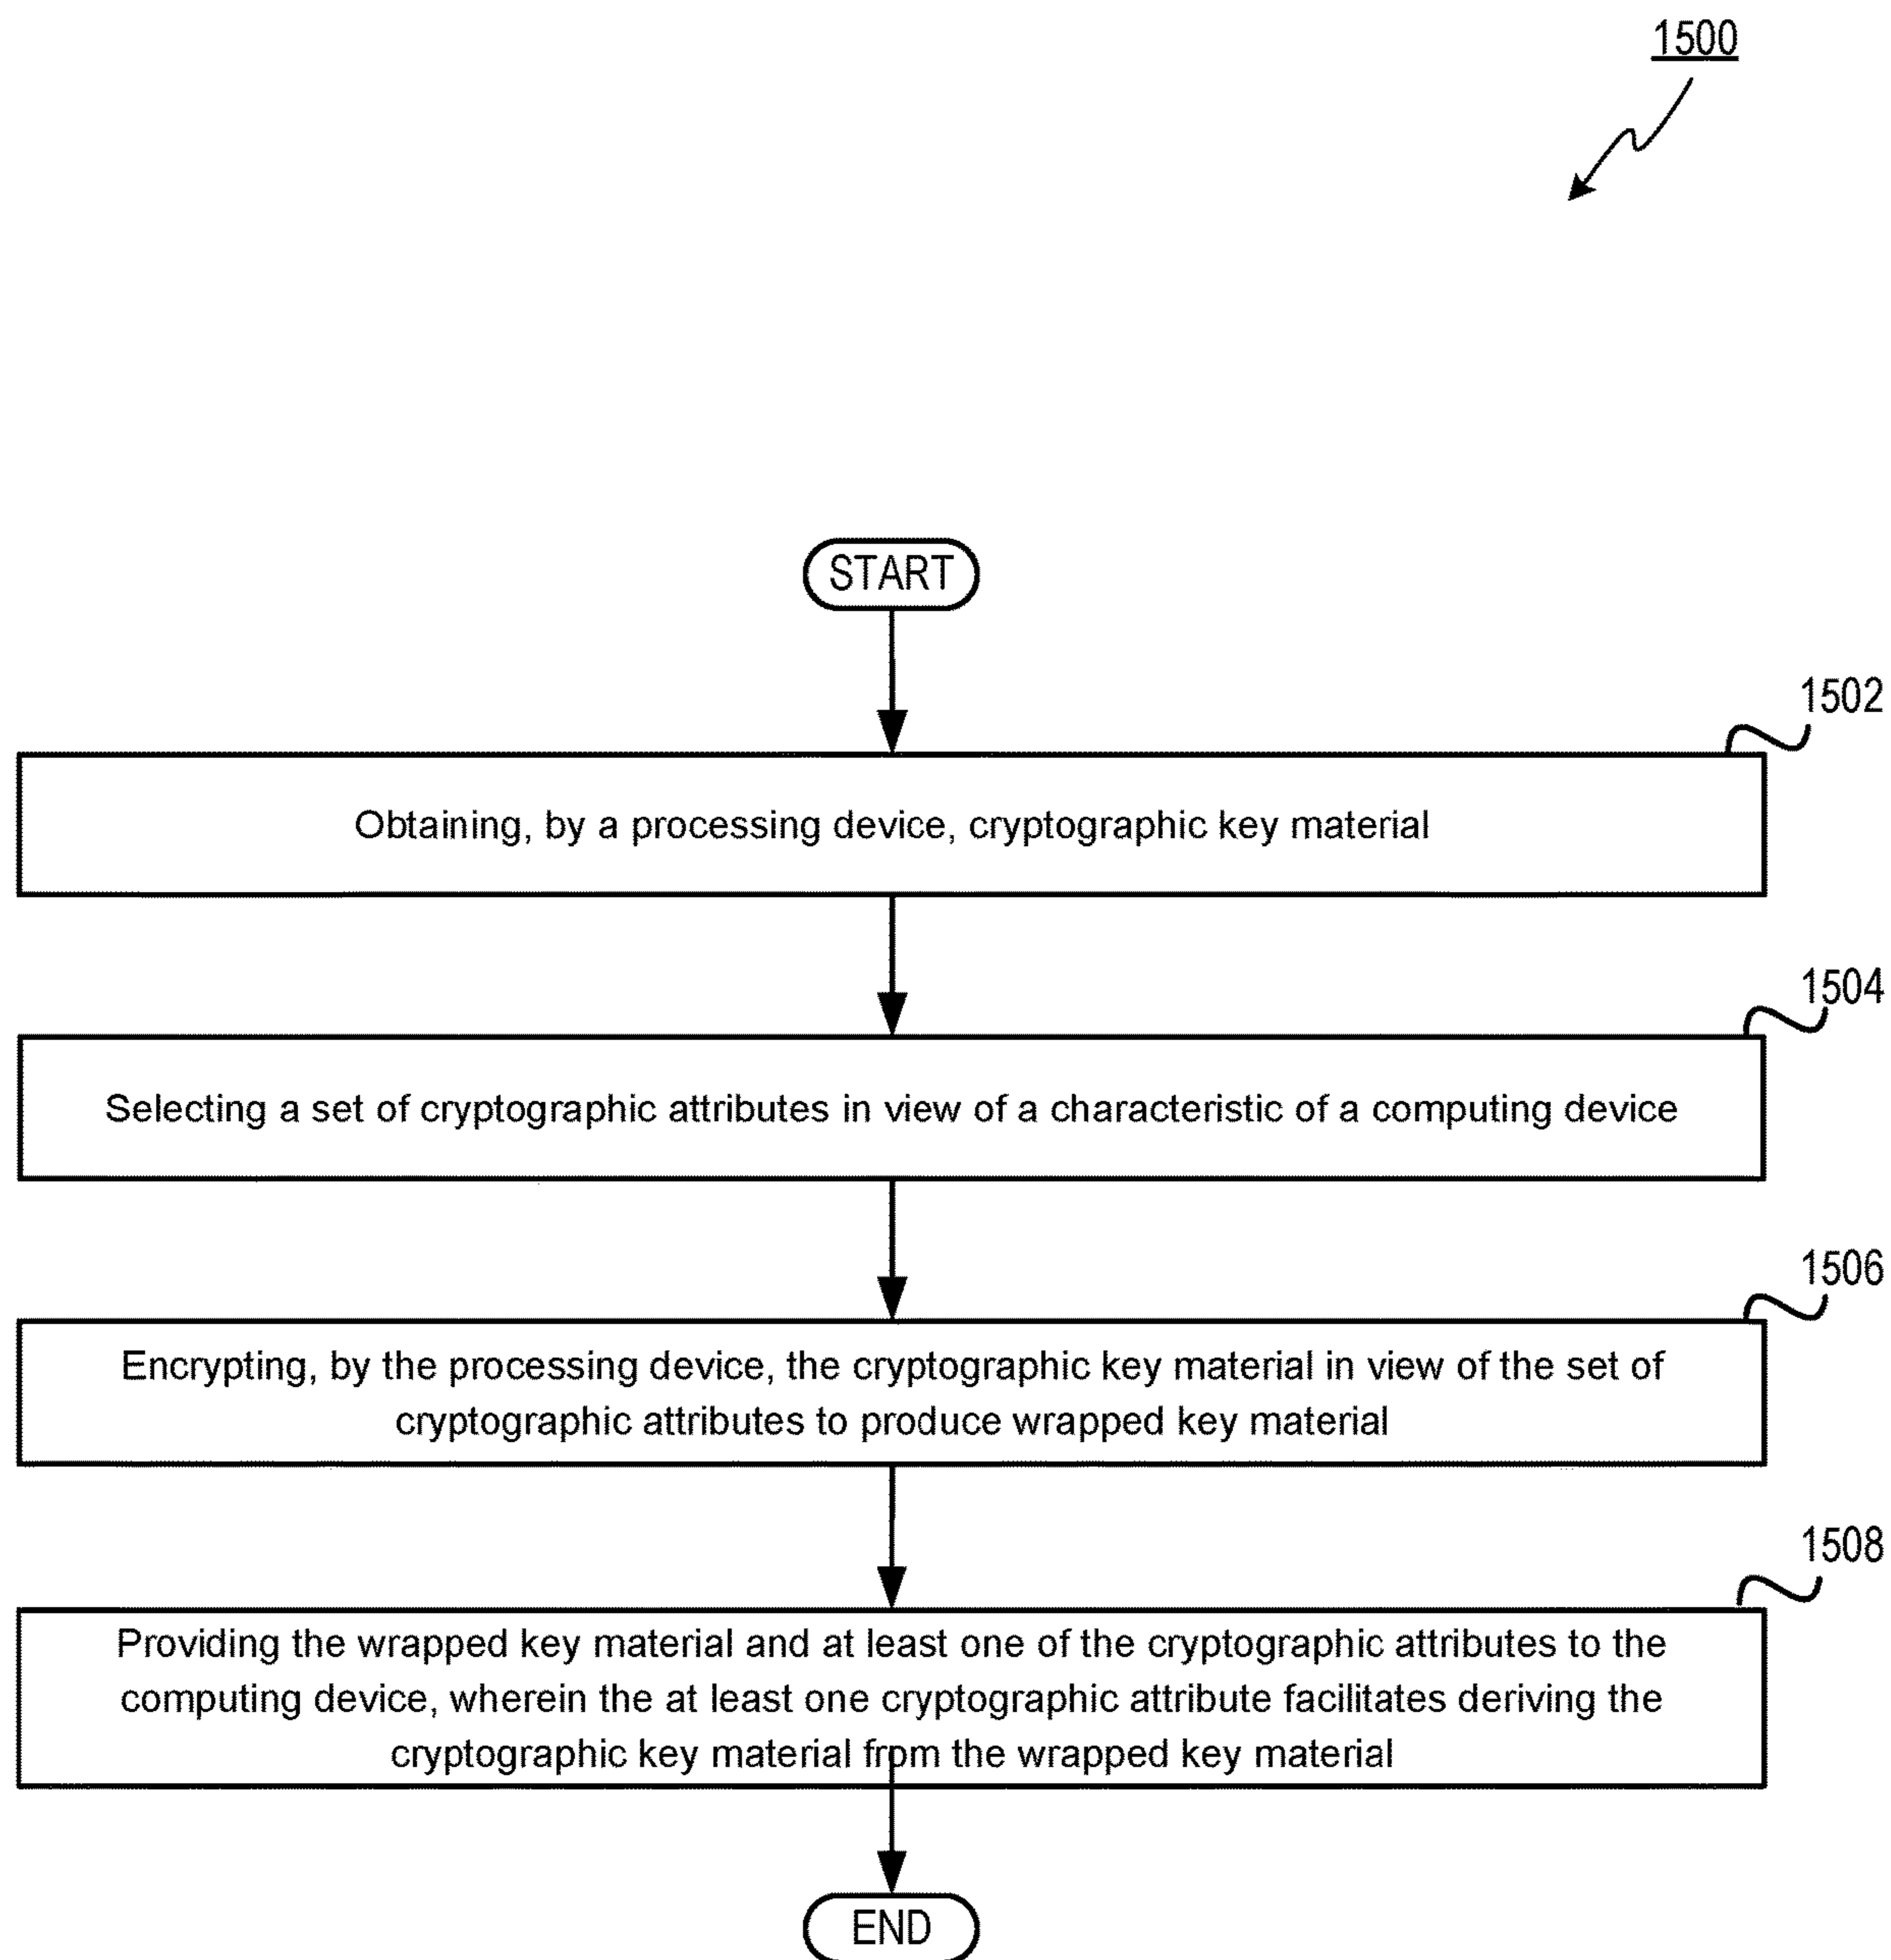 1500
START
1502
Obtaining, by a processing device, cryptographic key material
1504
Selecting a set of cryptographic attributes in view of a characteristic of a computing device
1506
Encrypting, by the processing device, the cryptographic key material in view of the set of
cryptographic attributes to produce wrapped key material
1508
Providing the wrapped key material and at least one of the cryptographic attributes to the
computing device, wherein the at least one cryptographic attribute facilitates deriving the
cryptographic key material from the wrapped key material
END